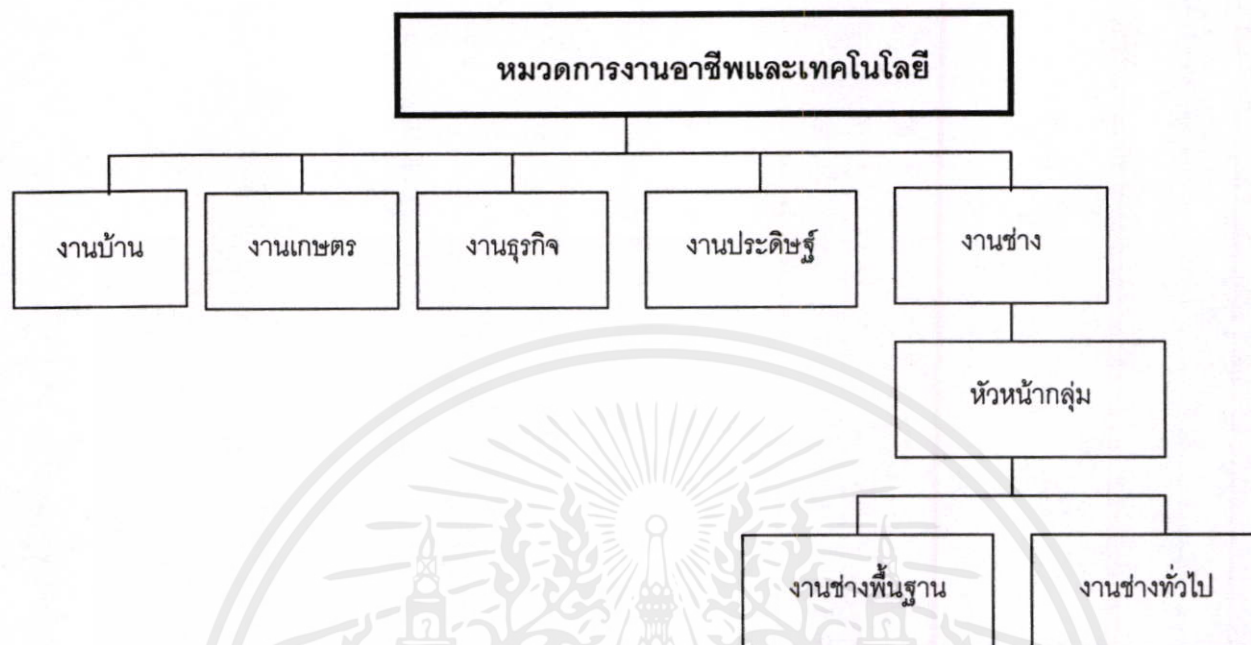 หมวดการงานอาชีพและเทคโนโลยี
งานบ้าน
งานเกษตร
งานธุรกิจ
งานประดิษฐ์
งานช่าง
หัวหน้ากลุ่ม
งานช่างพื้นฐาน
งานช่างทั่วไป